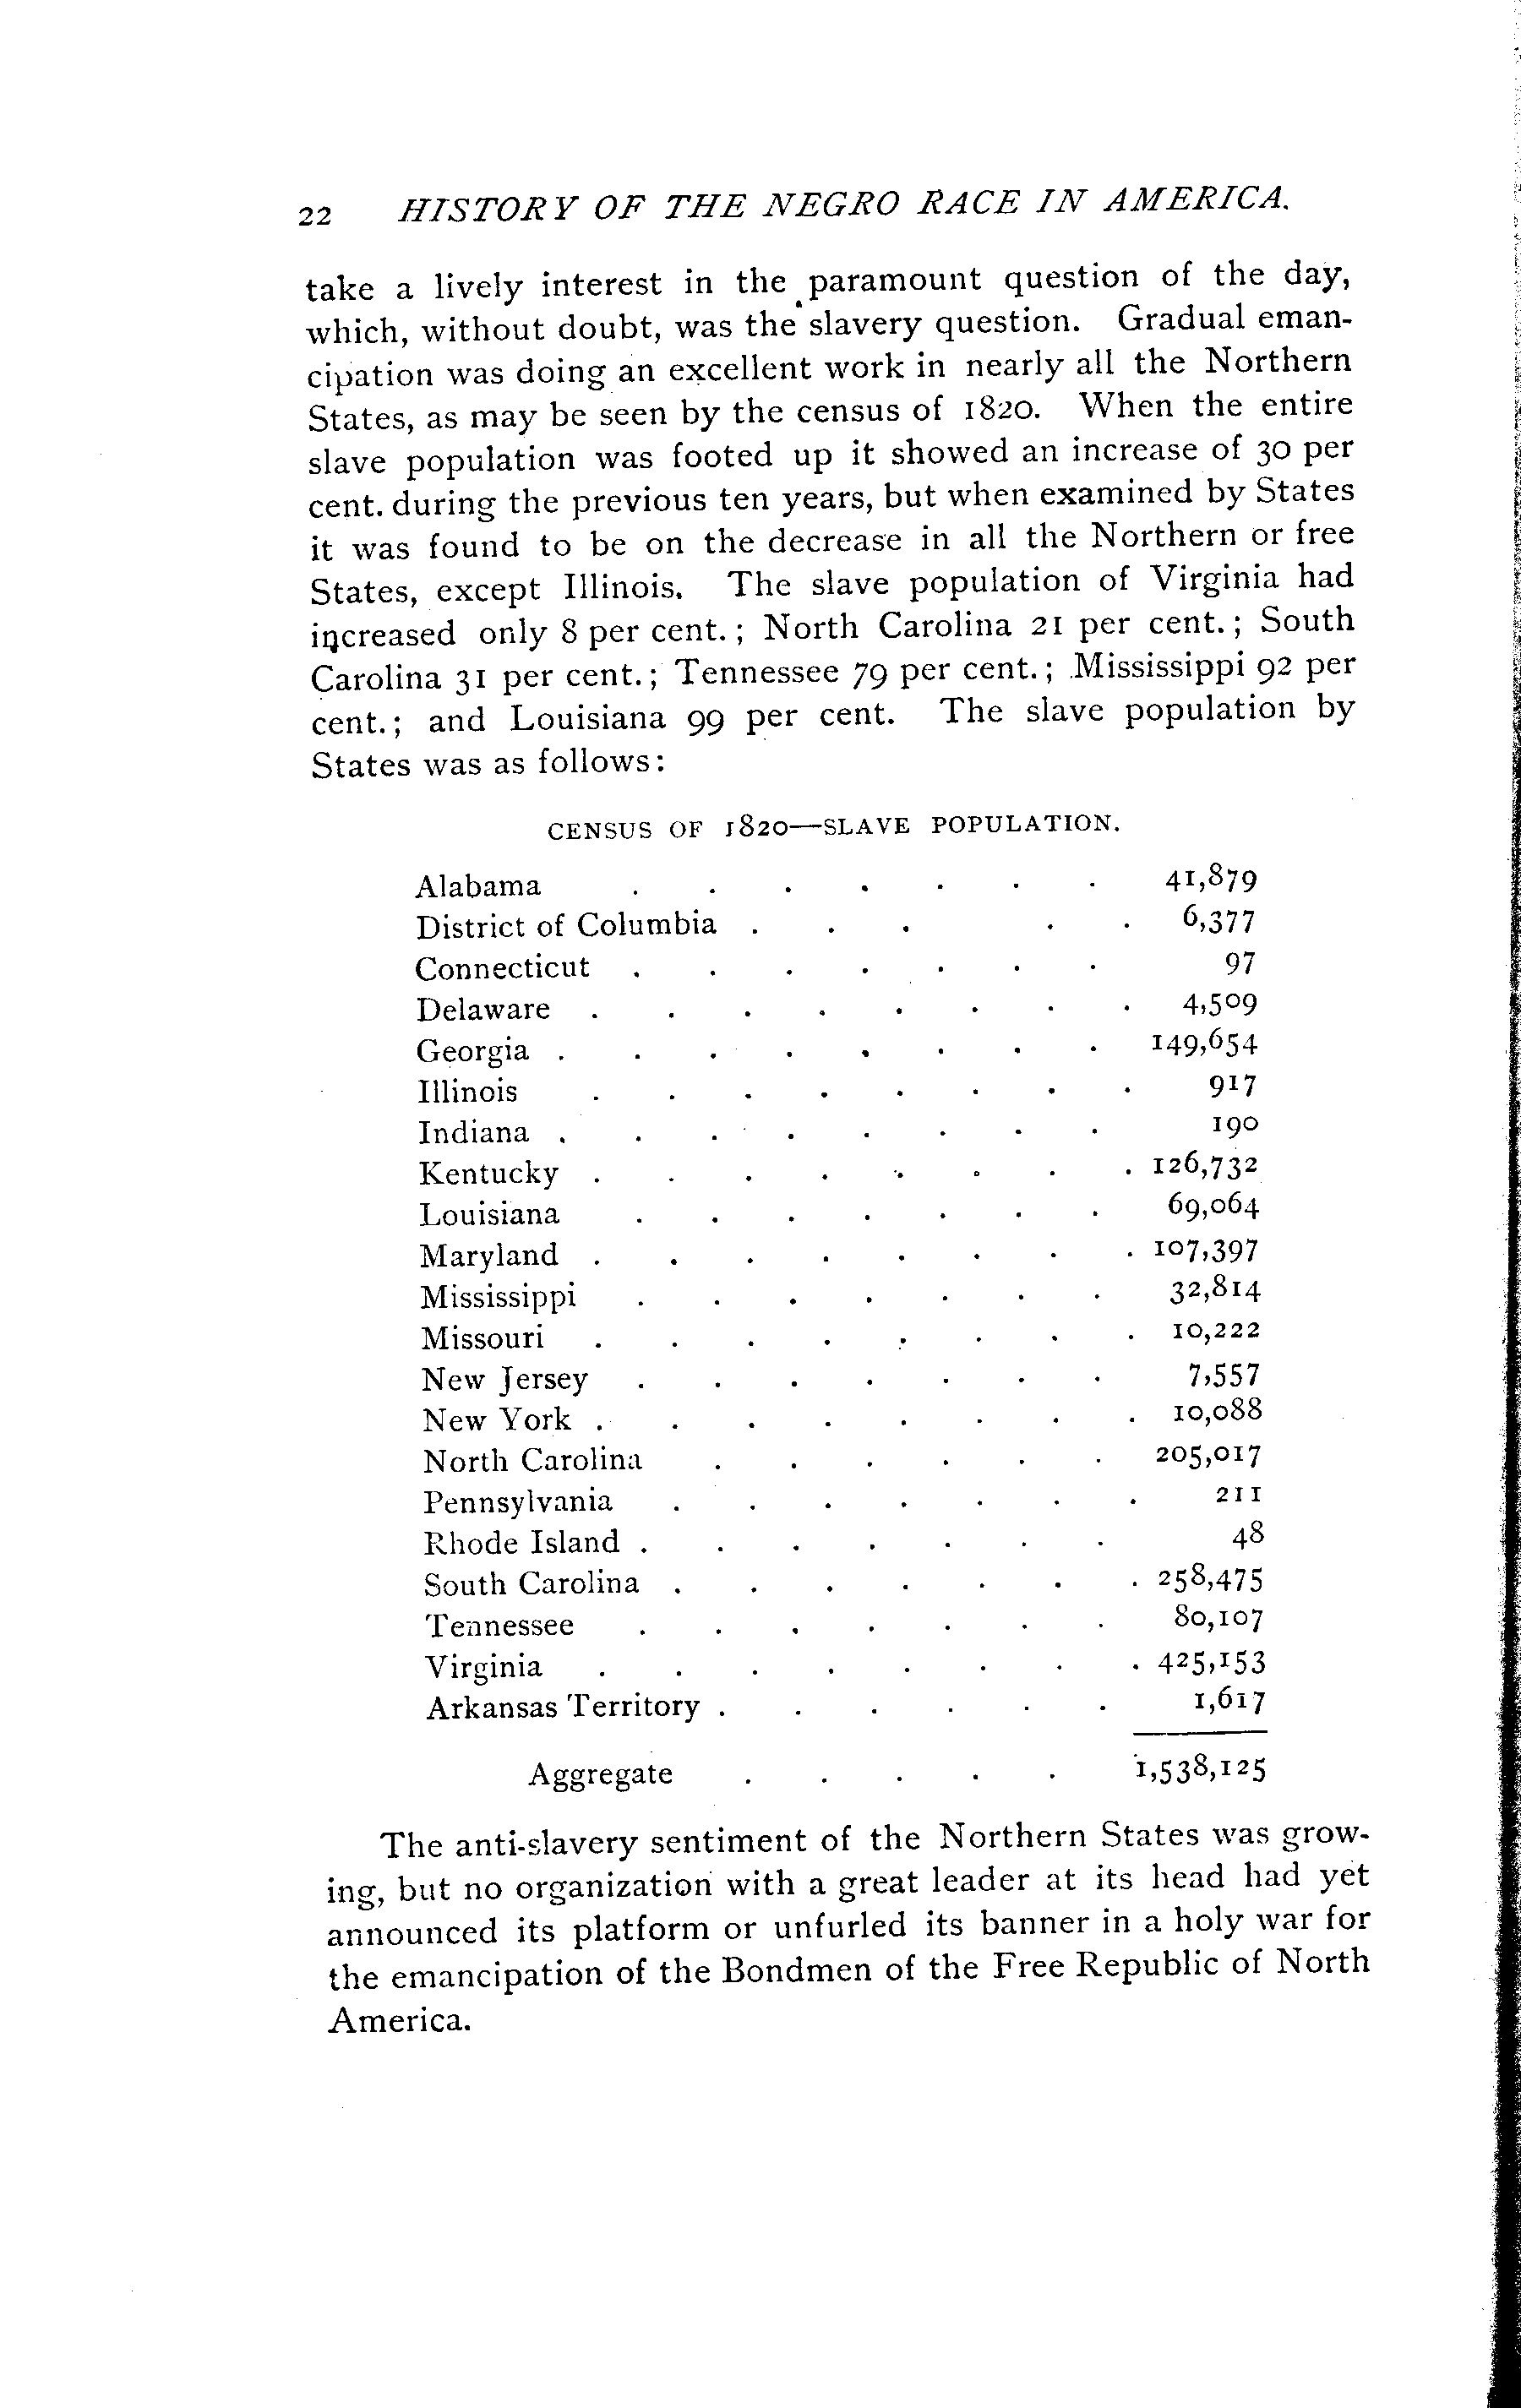 22 HISTORY OF THE NEGRO RACE IN AMERICA.
take a lively interest in the paramount question of the day,
which, without doubt, was the slavery question. Gradual eman-
cipation was doing an excellent work in nearly all the Northern
States, as may be seen by the census of 1820. When the entire
slave population was footed up it showed an increase of 30 per
cent. during the previous ten years, but when examined by States
it was found to be on the decrease in all the Northern or free
States, except Illinois. The slave population of Virginia had
increased only 8 per cent.; North Carolina 21 per cent.; South
Carolina 31 per cent.; Tennessee 79 per cent.; Mississippi 92 per
cent.; and Louisiana 99 per cent. The slave population by
States was as follows:
CENSUS OF 1820—SLAVE POPULATION.
Alabama . . . . . . . 41,879
District of Columbia . . . . . 6,377
Connecticut . . . . . . . 97
Delaware . . . . . . . . 4,509
Georgia . . . . . . . . 149,654
Illinois . . . . . . . . 917
Indiana . . . . . . . . 190
Kentucky . . . . . . . . 126,732
Louisiana . . . . . . . 69,064
Maryland . . . . . . . . 107,397
Mississippi . . . . . . . 32,814
Missouri . . . . . . . . 10,222
New Jersey . . . . . . . 7,557
New York . . . . . . . . 10,088
North Carolina . . . . . . 205,017
Pennsylvania . . . . . . . 211
Rhode Island . . . . . . . 48
South Carolina . . . . . . . 258,475
Tennessee . . . . . . . 80,107
Virginia . . . . . . . . 425,153
Arkansas Territory . . . . . . 1,617
Aggregate . . . . . 1,538,125
The anti-slavery sentiment of the Northern States was grow-
ing, but no organization with a great leader at its head had yet
announced its platform or unfurled its banner in a holy war for
the emancipation of the Bondmen of the Free Republic of North
America.